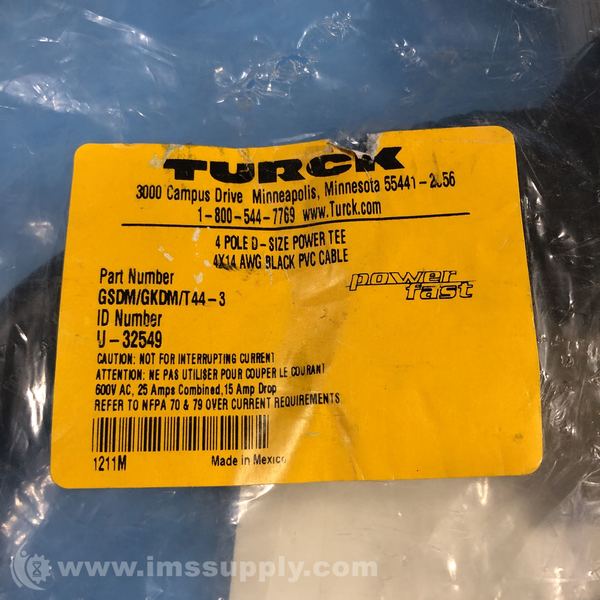 TURCK
3000 Campus Drive Minneapolis, Minnesota 55441-2056
1-800-544-7769 www.Turck.com
4 POLE D-SIZE POWER TEE
4X14 AWG BLACK PVC CABLE
power
fast
Part Number
GSDM/GKDM/T44-3
ID Number
U-32549
CAUTION: NOT FOR INTERRUPTING CURRENT
ATTENTION: NE PAS UTILISER POUR COUPER LE COURANT
600V AC, 25 Amps Combined, 15 Amp Drop
REFER TO NFPA 70 & 79 OVER CURRENT REQUIREMENTS
1211M Made in Mexico
www.imssupply.com/